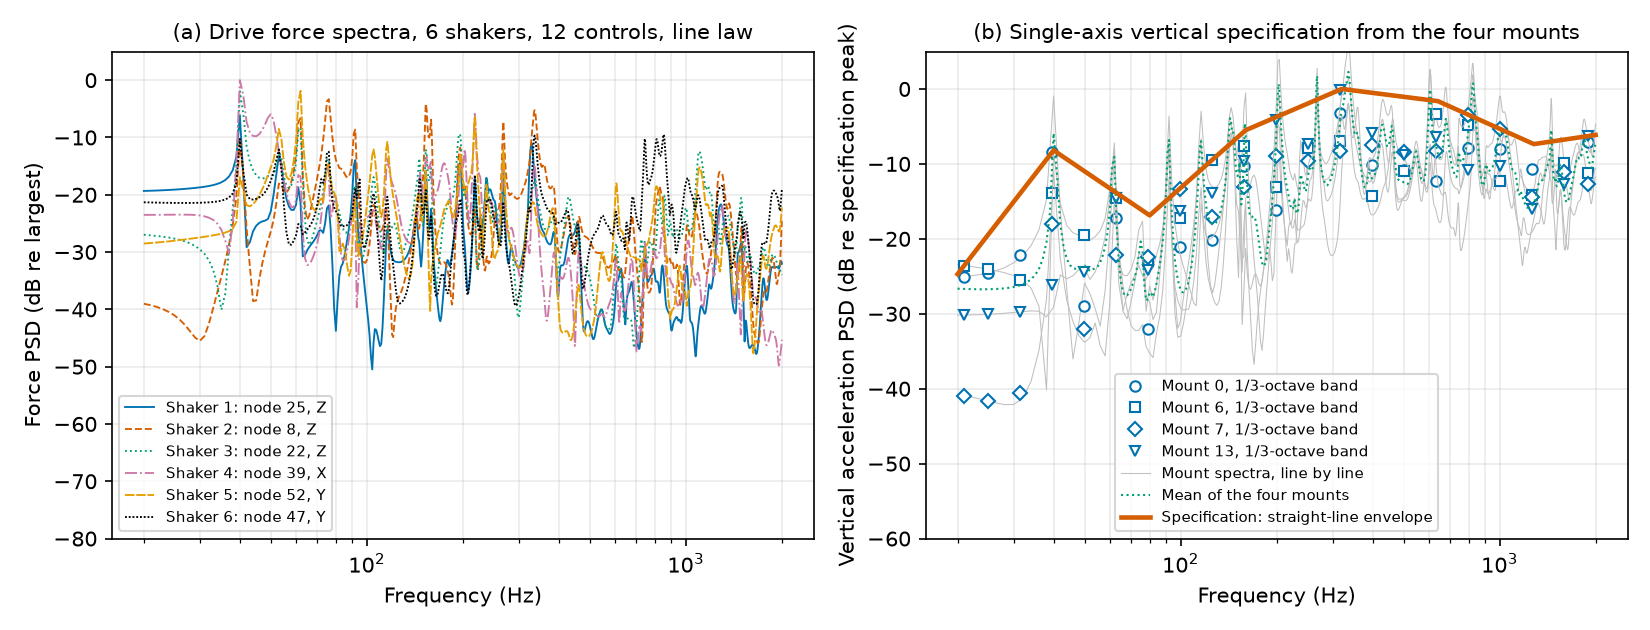 (a) Drive force spectra, 6 shakers, 12 controls, line law
Force PSD (dB re largest)
0
−10
−20
−30
−40
−50
−60
−70
−80
Shaker 1: node 25, Z
Shaker 2: node 8, Z
Shaker 3: node 22, Z
Shaker 4: node 39, X
Shaker 5: node 52, Y
Shaker 6: node 47, Y
10²
10³
Frequency (Hz)
(b) Single-axis vertical specification from the four mounts
Vertical acceleration PSD (dB re specification peak)
0
−10
−20
−30
−40
−50
−60
Mount 0, 1/3-octave band
Mount 6, 1/3-octave band
Mount 7, 1/3-octave band
Mount 13, 1/3-octave band
Mount spectra, line by line
Mean of the four mounts
Specification: straight-line envelope
10²
10³
Frequency (Hz)